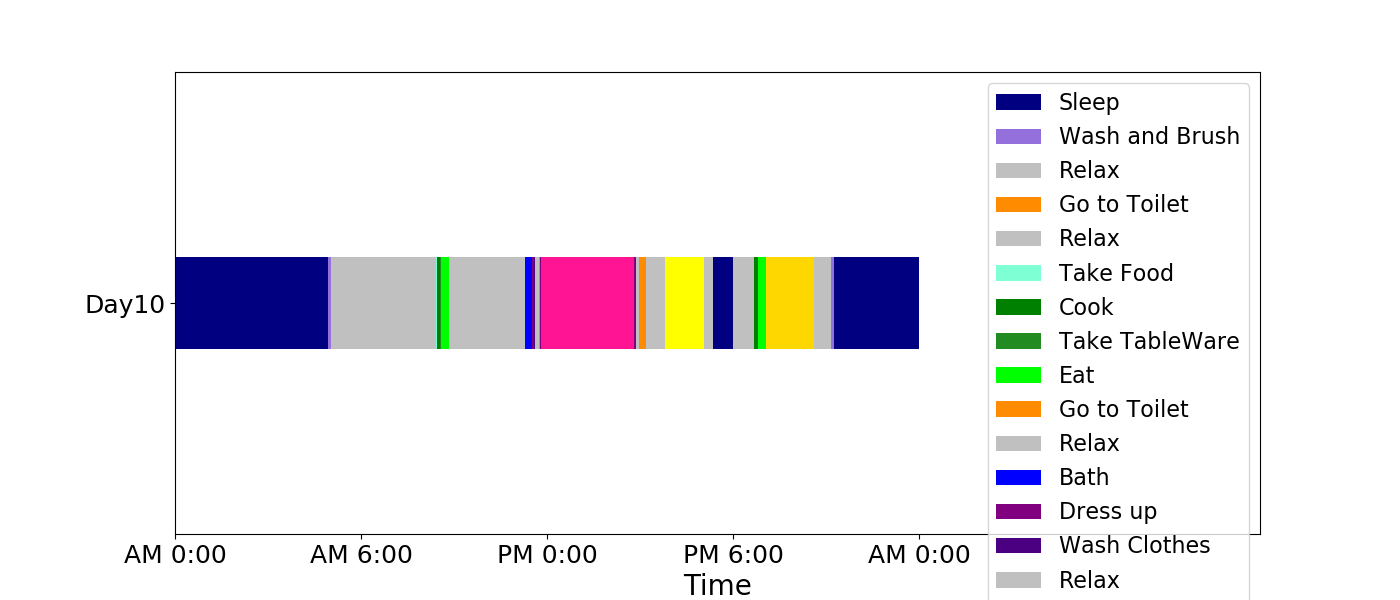 Sleep
Wash and Brush
Relax
Go to Toilet
Relax
Take Food
Cook
Take TableWare
Eat
Go to Toilet
Relax
Bath
Dress up
Wash Clothes
Relax
Day10
AM 0:00 AM 6:00 PM 0:00 PM 6:00 AM 0:00
Time